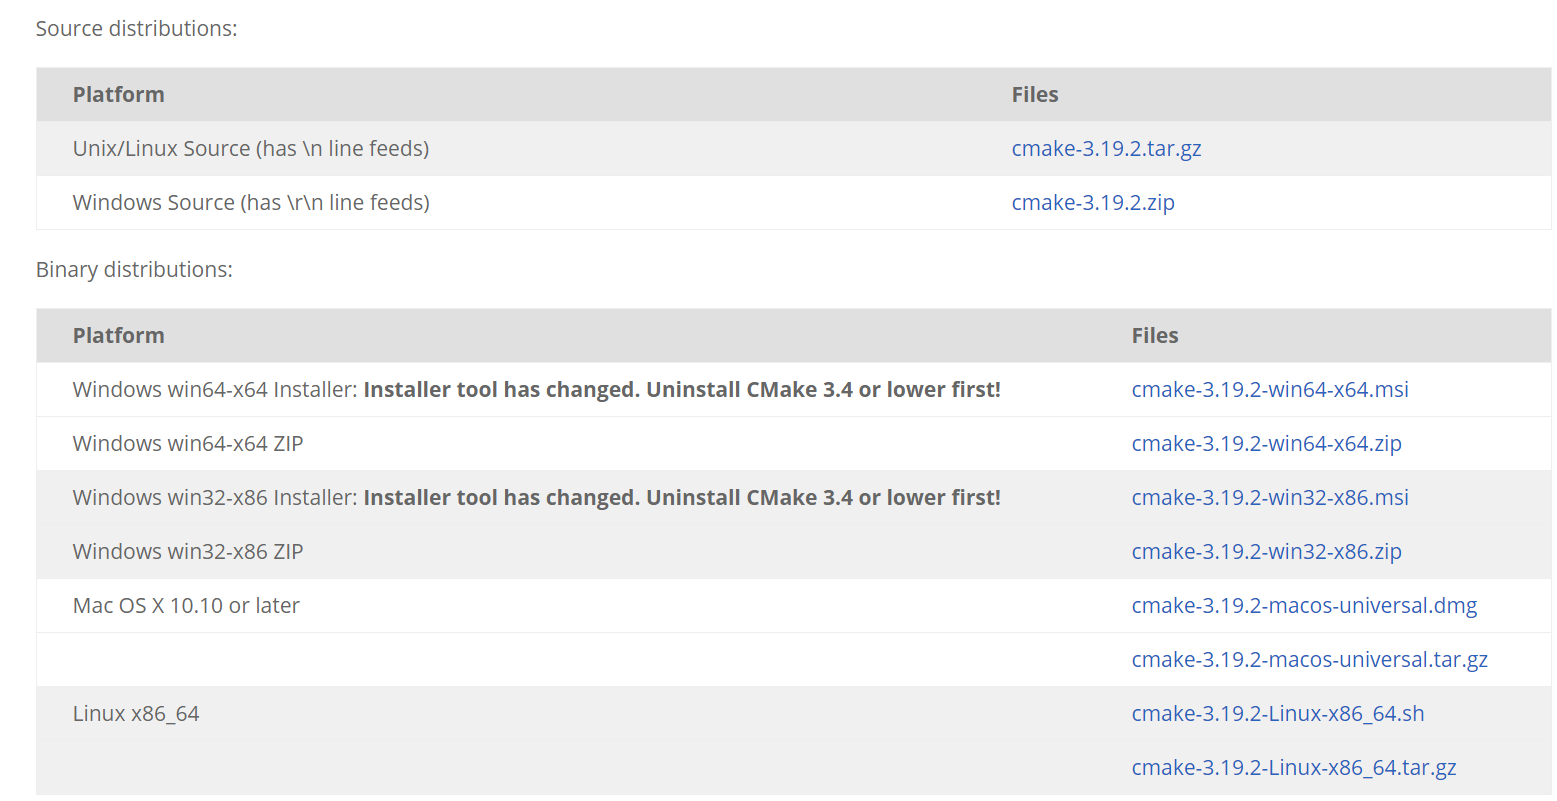 Source distributions:
Platform Files
Unix/Linux Source (has \n line feeds) cmake-3.19.2.tar.gz
Windows Source (has \r\n line feeds) cmake-3.19.2.zip
Binary distributions:
Platform Files
Windows win64-x64 Installer: Installer tool has changed. Uninstall CMake 3.4 or lower first! cmake-3.19.2-win64-x64.msi
Windows win64-x64 ZIP cmake-3.19.2-win64-x64.zip
Windows win32-x86 Installer: Installer tool has changed. Uninstall CMake 3.4 or lower first! cmake-3.19.2-win32-x86.msi
Windows win32-x86 ZIP cmake-3.19.2-win32-x86.zip
Mac OS X 10.10 or later cmake-3.19.2-macos-universal.dmg
cmake-3.19.2-macos-universal.tar.gz
Linux x86_64 cmake-3.19.2-Linux-x86_64.sh
cmake-3.19.2-Linux-x86_64.tar.gz